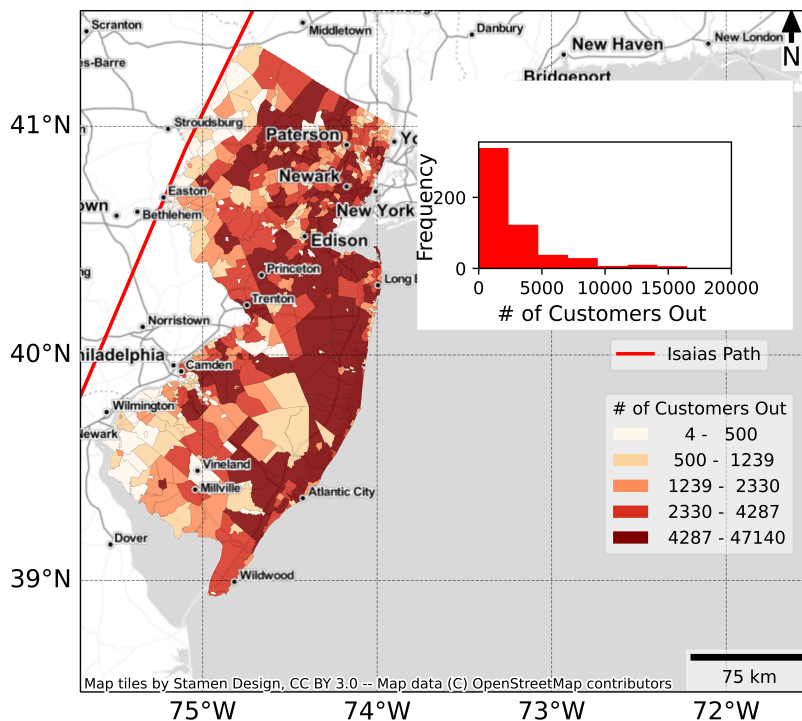 Scranton
Middletown
Danbury
New London
N
es-Barre
New Haven
Bridgeport
41°N
Stroudsburg
Paterson
Yo
Newark
Easton
own
Bethlehem
New York
Edison
Princeton
Long B
Trenton
Norristown
Frequency
200
0
0 5000 10000 15000 20000
# of Customers Out
40°N
hiladelphia
Camden
Isaias Path
Wilmington
Newark
# of Customers Out
4 - 500
500 - 1239
1239 - 2330
2330 - 4287
4287 - 47140
Vineland
Millville
Atlantic City
Dover
39°N
Wildwood
75 km
Map tiles by Stamen Design, CC BY 3.0 -- Map data (C) OpenStreetMap contributors
75°W 74°W 73°W 72°W